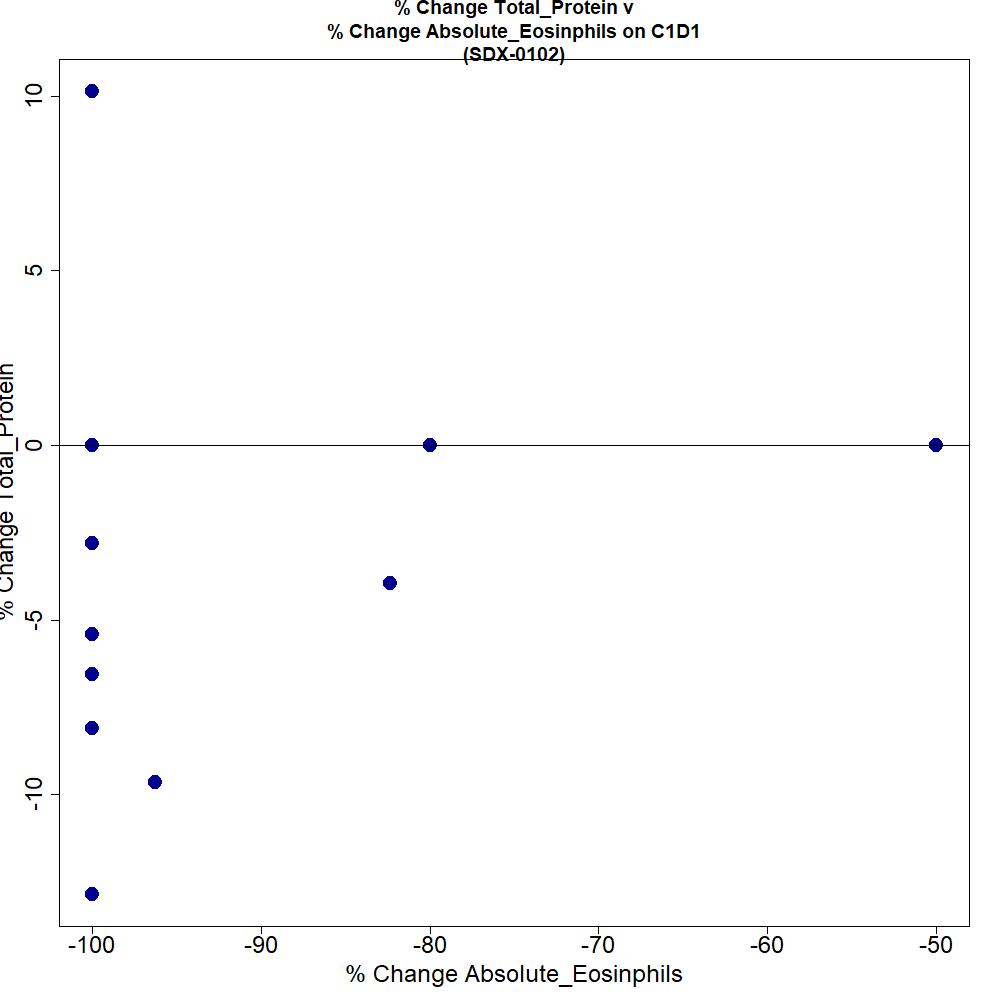 % Change Total_Protein v
% Change Absolute_Eosinphils on C1D1
(SDX-0102)
% Change Total_Protein
10
5
0
-5
-10
-100 -90 -80 -70 -60 -50
% Change Absolute_Eosinphils